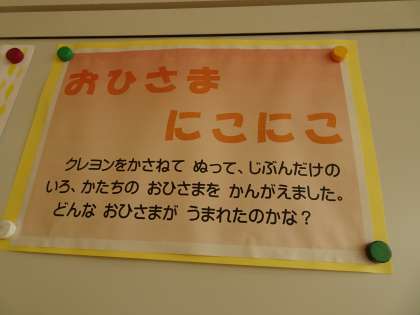 おひさま
にこにこ
クレヨンをかさねて ぬって、じぶんだけの
いろ、かたちの おひさまを かんがえました。
どんな おひさまが うまれたのかな？